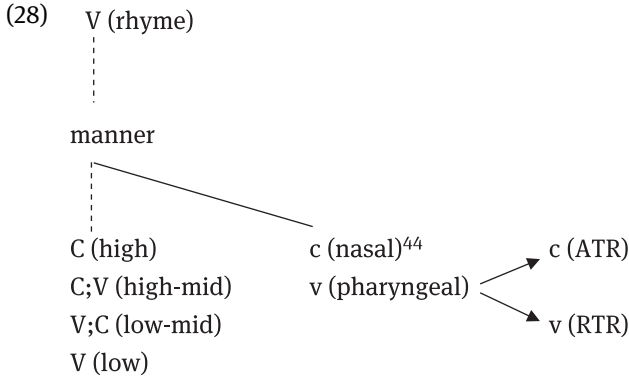 (28) V (rhyme)
manner
C (high) c (nasal)44 c (ATR)
C;V (high-mid) v (pharyngeal)
V;C (low-mid) v (RTR)
V (low)